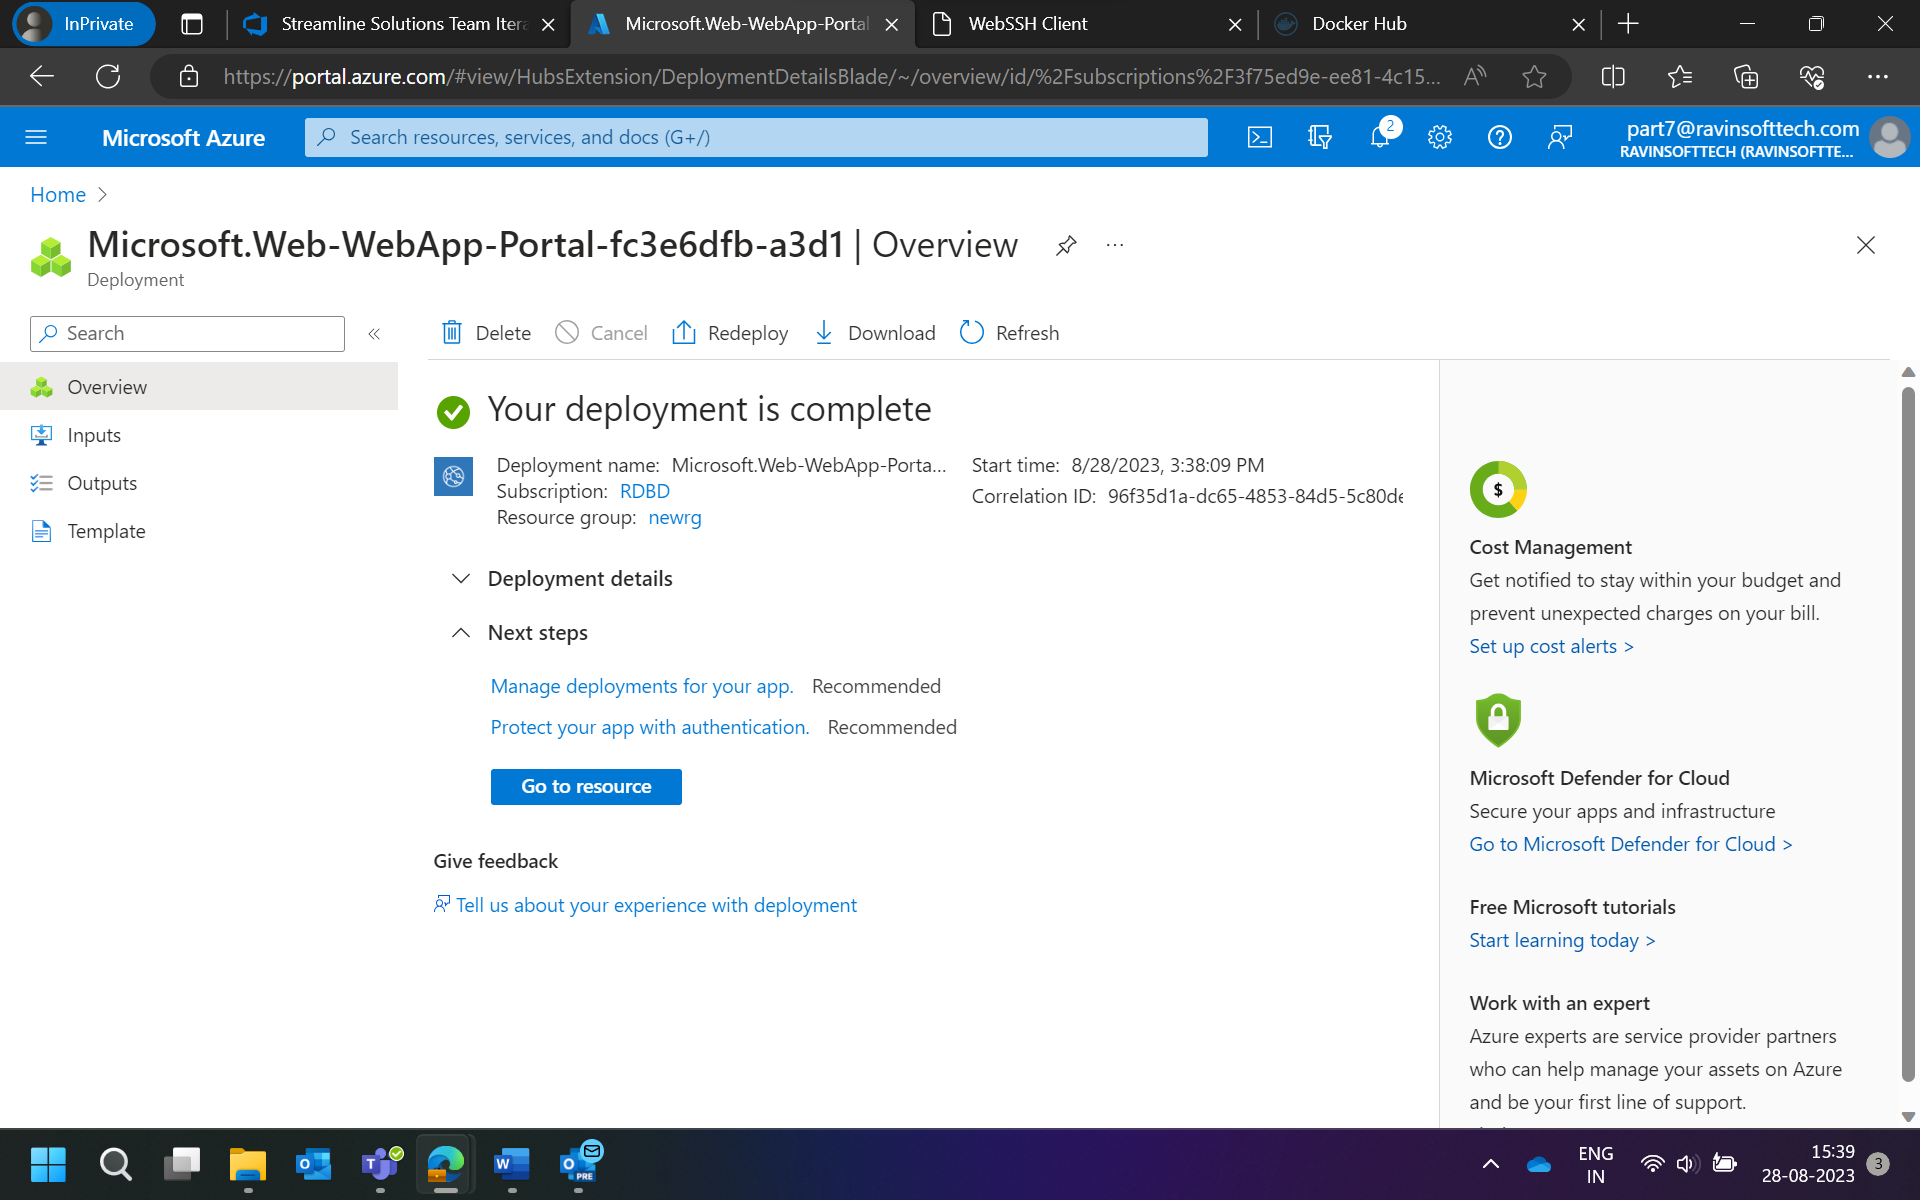 InPrivate
Streamline Solutions Team Itera
Microsoft.Web-WebApp-Portal
WebSSH Client
Docker Hub
https://portal.azure.com/#view/HubsExtension/DeploymentDetailsBlade/~/overview/id/%2Fsubscriptions%2F3f75ed9e-ee81-4c15...
Microsoft Azure
Search resources, services, and docs (G+/)
2
part7@ravinsofttech.com
RAVINSOFTTECH (RAVINSOFTTE...
Home >
Microsoft.Web-WebApp-Portal-fc3e6dfb-a3d1 | Overview
Deployment
Search
Delete
Cancel
Redeploy
Download
Refresh
Overview
Inputs
Outputs
Template
Your deployment is complete
Deployment name: Microsoft.Web-WebApp-Porta...
Subscription: RDBD
Resource group: newrg
Start time: 8/28/2023, 3:38:09 PM
Correlation ID: 96f35d1a-dc65-4853-84d5-5c80de
Deployment details
Next steps
Manage deployments for your app. Recommended
Protect your app with authentication. Recommended
Go to resource
Give feedback
Tell us about your experience with deployment
$
Cost Management
Get notified to stay within your budget and
prevent unexpected charges on your bill.
Set up cost alerts >
Microsoft Defender for Cloud
Secure your apps and infrastructure
Go to Microsoft Defender for Cloud >
Free Microsoft tutorials
Start learning today >
Work with an expert
Azure experts are service provider partners
who can help manage your assets on Azure
and be your first line of support.
T
W
O
PRE
ENG
IN
15:39
28-08-2023
3